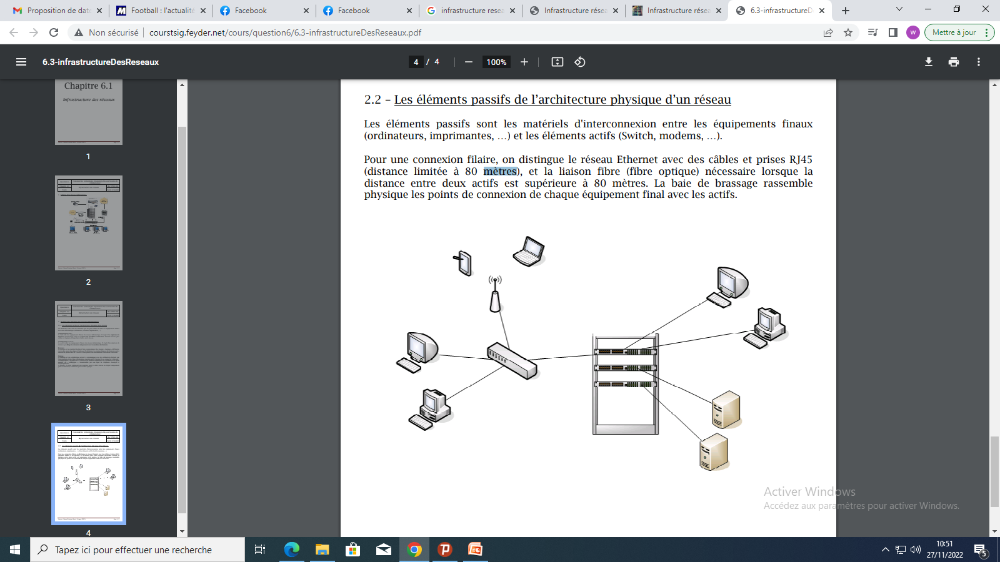 Proposition de dat
Football : l'actualité
Facebook
Facebook
infrastructure rese
Infrastructure rése
Infrastructure rése
6.3-infrastructureD
Non sécurisé
courstsig.feyder.net/cours/question6/6.3-infrastructureDesReseaux.pdf
W
Mettre à jour
6.3-infrastructureDesReseaux
4 / 4
100%
Chapitre 6.1
Infrastructure des réseaux
1
2
3
4
2.2 – Les éléments passifs de l'architecture physique d'un réseau
Les éléments passifs sont les matériels d'interconnexion entre les équipements finaux
(ordinateurs, imprimantes, …) et les éléments actifs (Switch, modems, …).
Pour une connexion filaire, on distingue le réseau Ethernet avec des câbles et prises RJ45
(distance limitée à 80 mètres), et la liaison fibre (fibre optique) nécessaire lorsque la
distance entre deux actifs est supérieure à 80 mètres. La baie de brassage rassemble
physique les points de connexion de chaque équipement final avec les actifs.
Activer Windows
Accédez aux paramètres pour activer Windows.
Tapez ici pour effectuer une recherche
10:51
27/11/2022
5